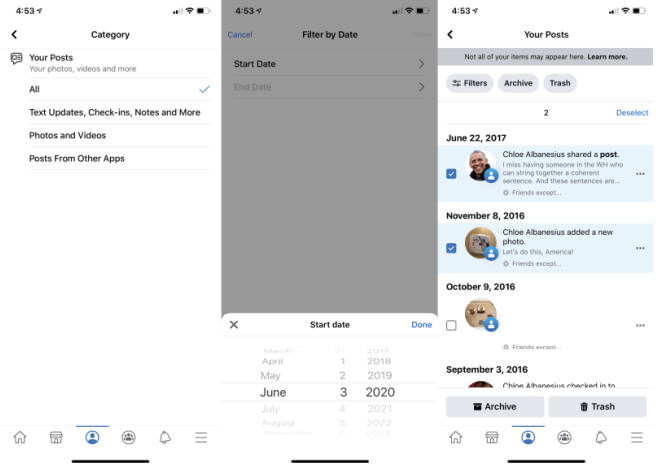 4:53
Category
Your Posts
Your photos, videos and more
All
Text Updates, Check-ins, Notes and More
Photos and Videos
Posts From Other Apps
4:53
Cancel
Filter by Date
Start Date
End Date
Start date
Done
March 31 2017
April 1 2018
May 2 2019
June 3 2020
July 4 2021
August 5 2022
4:53
Your Posts
Not all of your items may appear here. Learn more.
Filters
Archive
Trash
2
Deselect
June 22, 2017
Chloe Albanesius shared a post.
I miss having someone in the WH who
can string together a coherent
sentence. And these sentences are...
Friends except...
November 8, 2016
Chloe Albanesius added a new
photo.
Let's do this, America!
Friends except...
October 9, 2016
Friends except...
September 3, 2016
Chloe Albanesius checked in to
Archive
Trash